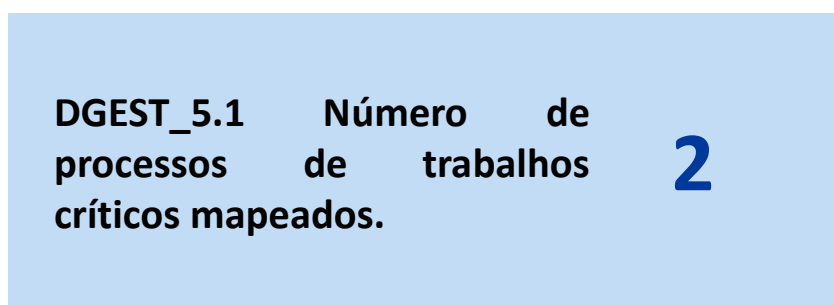 DGEST_5.1 Número de
processos de trabalhos
críticos mapeados.
2